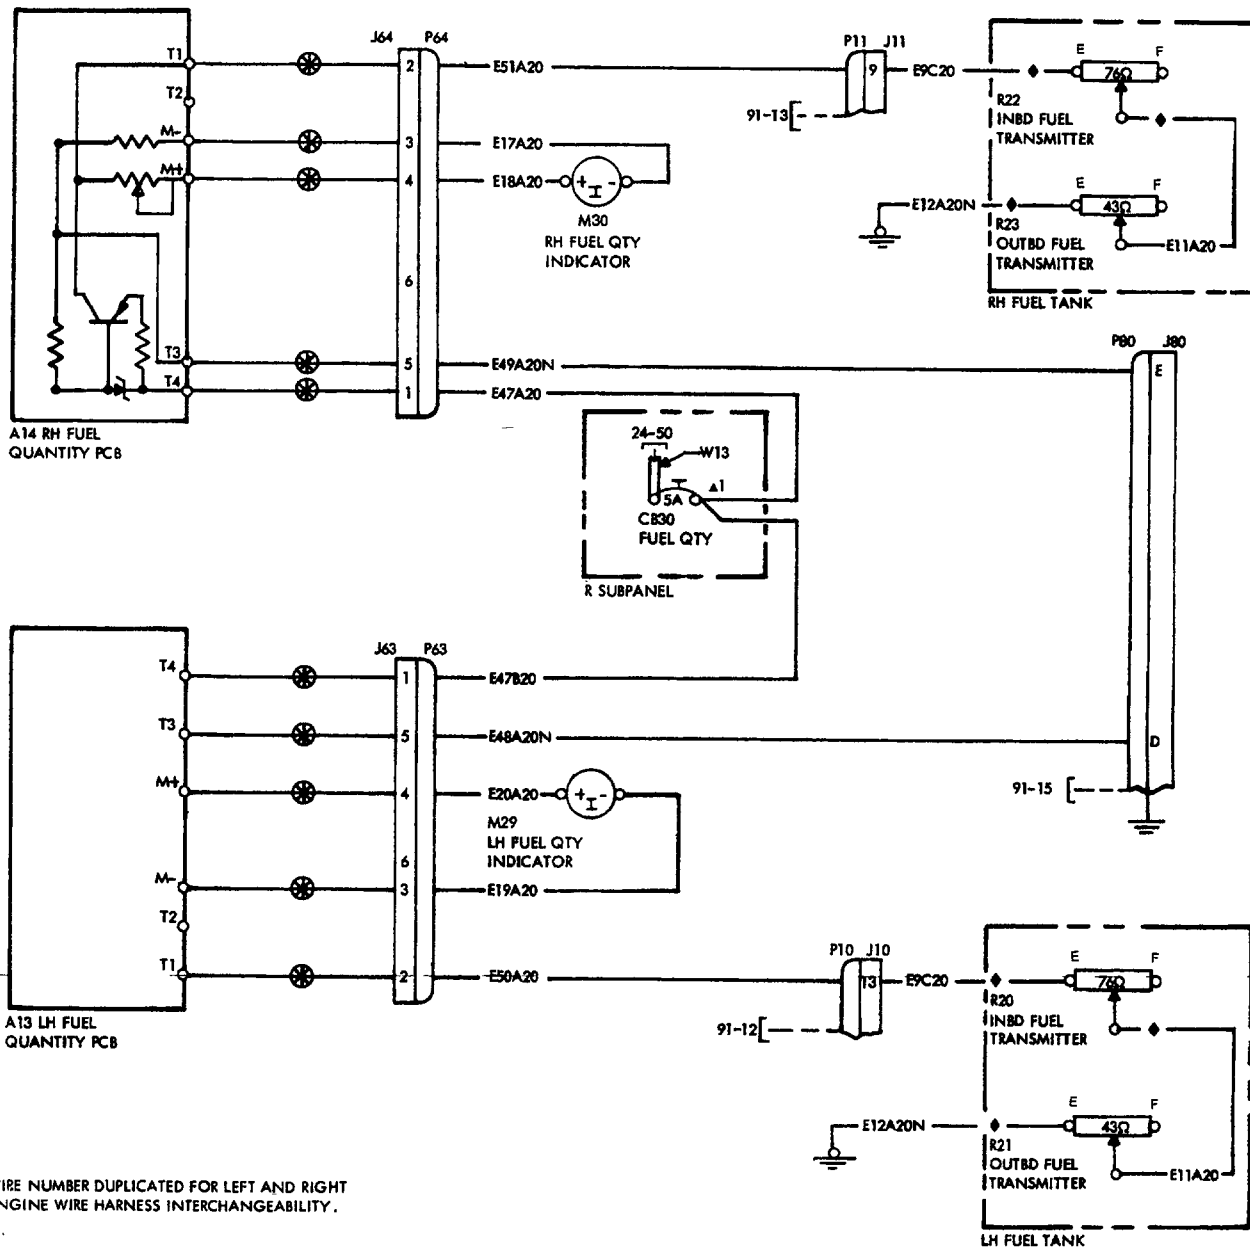 J64 P64
P11 J11
T1
2
E51A20
9
E9C20
E F
76Ω
T2
91-13
R22
INBD FUEL
TRANSMITTER
M-
3
E17A20
M+
4
E18A20
+ I -
M30
RH FUEL QTY
INDICATOR
E12A20N
E F
43Ω
R23
OUTBD FUEL
TRANSMITTER
E11A20
6
RH FUEL TANK
T3
5
E49A20N
P80 J80
E
T4
1
E47A20
A14 RH FUEL
QUANTITY PCB
24-50
W13
▲1
5A
CB30
FUEL QTY
R SUBPANEL
J63 P63
T4
1
E47B20
T3
5
E48A20N
D
M+
4
E20A20
+ I -
91-15
M29
LH FUEL QTY
INDICATOR
6
M-
3
E19A20
T2
P10 J10
T1
2
E50A20
T3
E9C20
E F
76Ω
R20
INBD FUEL
TRANSMITTER
91-12
A13 LH FUEL
QUANTITY PCB
E12A20N
E F
43Ω
R21
OUTBD FUEL
TRANSMITTER
E11A20
IRE NUMBER DUPLICATED FOR LEFT AND RIGHT
NGINE WIRE HARNESS INTERCHANGEABILITY.
LH FUEL TANK